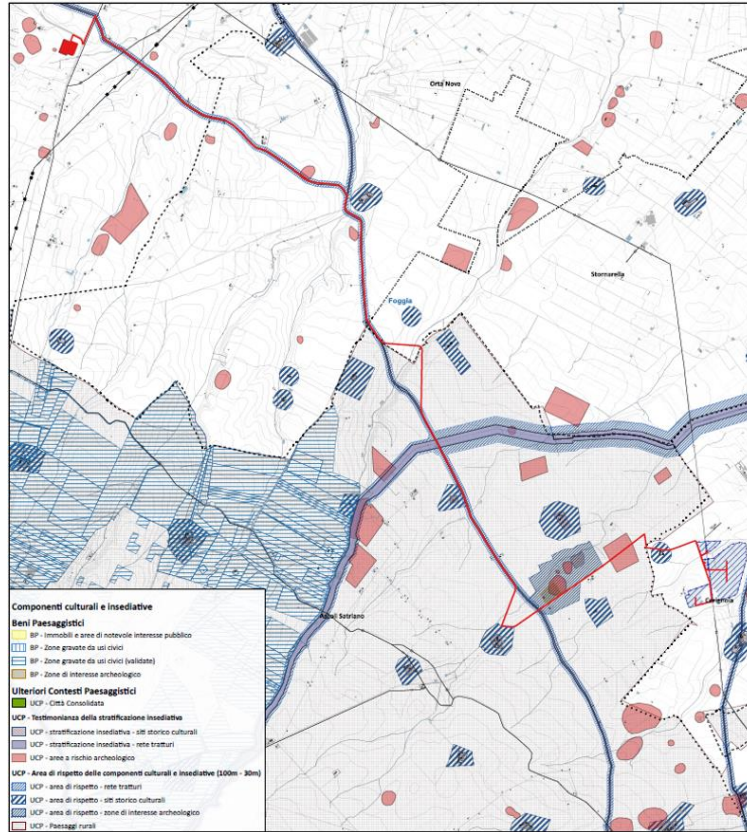 Orta Nova
Stornarella
Foggia
Ascoli Satriano
Cerignola
Componenti culturali e insediative
Beni Paesaggistici
BP - Immobili e aree di notevole interesse pubblico
BP - Zone gravate da usi civici
BP - Zone gravate da usi civici (validate)
BP - Zone di interesse archeologico
Ulteriori Contesti Paesaggistici
UCP - Città Consolidata
UCP - Testimonianza della stratificazione insediativa
UCP - stratificazione insediativa - siti storico culturali
UCP - stratificazione insediativa - rete tratturi
UCP - aree a rischio archeologico
UCP - Area di rispetto delle componenti culturali e insediative (100m - 30m)
UCP - area di rispetto - rete tratturi
UCP - area di rispetto - siti storico culturali
UCP - area di rispetto - zone di interesse archeologico
UCP - Paesaggi rurali